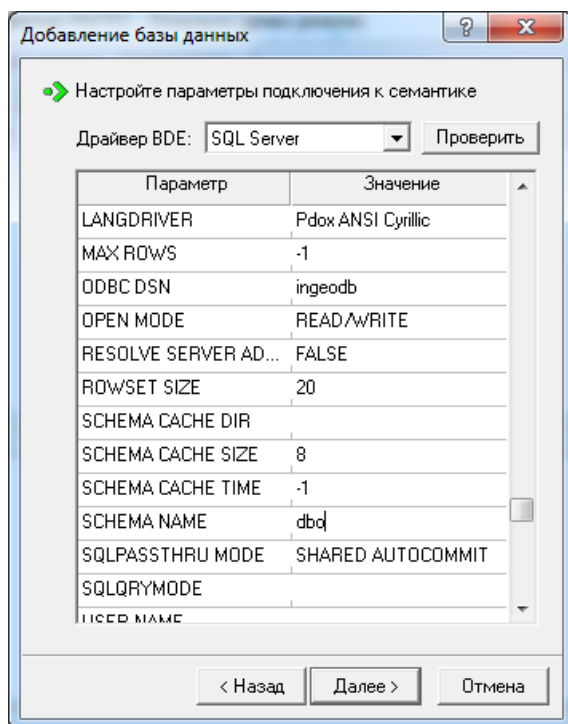 Добавление базы данных
Настройте параметры подключения к семантике
Драйвер BDE: SQL Server Проверить
Параметр Значение
LANGDRIVER Pdox ANSI Cyrillic
MAX ROWS -1
ODBC DSN ingeodb
OPEN MODE READ/WRITE
RESOLVE SERVER AD... FALSE
ROWSET SIZE 20
SCHEMA CACHE DIR
SCHEMA CACHE SIZE 8
SCHEMA CACHE TIME -1
SCHEMA NAME dbo
SQLPASSTHRU MODE SHARED AUTOCOMMIT
SQLQRYMODE
USER NAME
< Назад Далее > Отмена